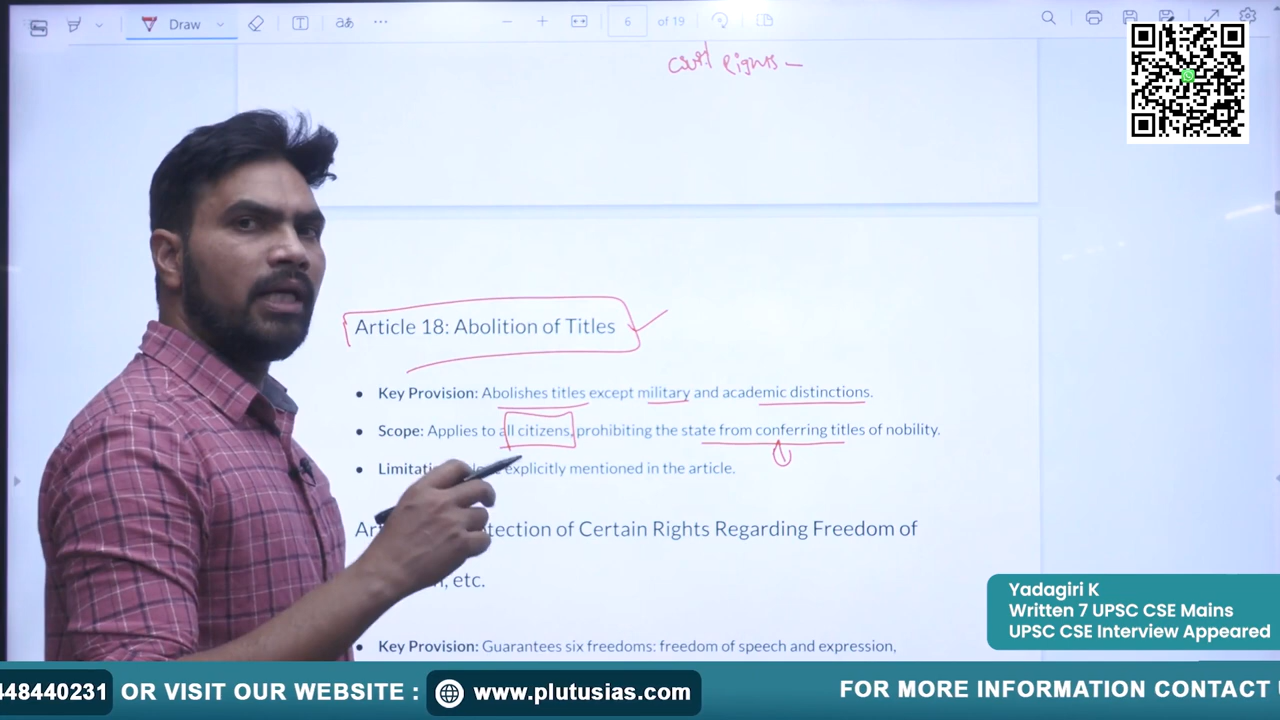 Draw
aあ
6 of 19
civil rights -
Article 18: Abolition of Titles
• Key Provision: Abolishes titles except military and academic distinctions.
• Scope: Applies to all citizens, prohibiting the state from conferring titles of nobility.
• explicitly mentioned in the article.
of Certain Rights Regarding Freedom of
etc.
• Key Provision: Guarantees six freedoms: freedom of speech and expression,
Yadagiri K
Written 7 UPSC CSE Mains
UPSC CSE Interview Appeared
448440231 OR VISIT OUR WEBSITE : www.plutusias.com FOR MORE INFORMATION CONTACT